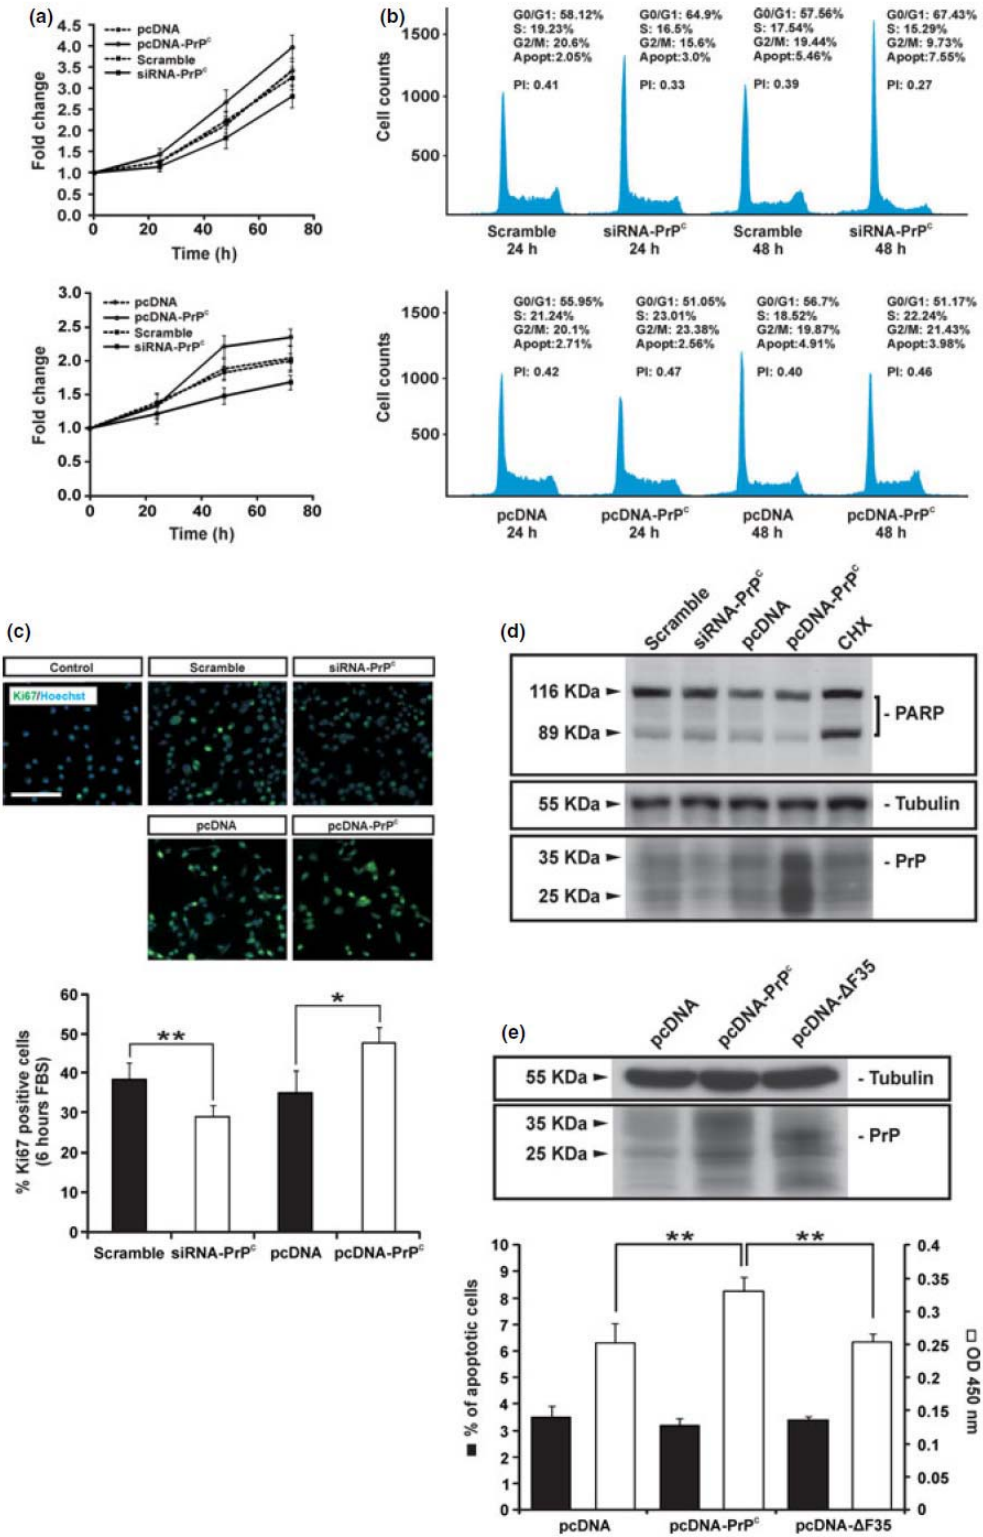 (a)
4.5
4.0
3.5
3.0
2.5
2.0
1.5
1.0
0.5
0.0
Fold change
pcDNA
pcDNA-PrPᶜ
Scramble
siRNA-PrPᶜ
0 20 40 60 80
Time (h)
3.0
2.5
2.0
1.5
1.0
0.5
0.0
Fold change
pcDNA
pcDNA-PrPᶜ
Scramble
siRNA-PrPᶜ
0 20 40 60 80
Time (h)
(b)
1500
1000
500
Cell counts
G0/G1: 58.12%
S: 19.23%
G2/M: 20.6%
Apopt:2.05%
PI: 0.41
G0/G1: 64.9%
S: 16.5%
G2/M: 15.6%
Apopt:3.0%
PI: 0.33
G0/G1: 57.56%
S: 17.54%
G2/M: 19.44%
Apopt:5.46%
PI: 0.39
G0/G1: 67.43%
S: 15.29%
G2/M: 9.73%
Apopt:7.55%
PI: 0.27
Scramble siRNA-PrPᶜ Scramble siRNA-PrPᶜ
24 h 24 h 48 h 48 h
1500
1000
500
Cell counts
G0/G1: 55.95%
S: 21.24%
G2/M: 20.1%
Apopt:2.71%
PI: 0.42
G0/G1: 51.05%
S: 23.01%
G2/M: 23.38%
Apopt:2.56%
PI: 0.47
G0/G1: 56.7%
S: 18.52%
G2/M: 19.87%
Apopt:4.91%
PI: 0.40
G0/G1: 51.17%
S: 22.24%
G2/M: 21.43%
Apopt:3.98%
PI: 0.46
pcDNA pcDNA-PrPᶜ pcDNA pcDNA-PrPᶜ
24 h 24 h 48 h 48 h
(c)
Control Scramble siRNA-PrPᶜ
Ki67/Hoechst
pcDNA pcDNA-PrPᶜ
60
50
40
30
20
10
0
% Ki67 positive cells
(6 hours FBS)
**
*
Scramble siRNA-PrPᶜ pcDNA pcDNA-PrPᶜ
(d)
Scramble
siRNA-PrPᶜ
pcDNA
pcDNA-PrPᶜ
CHX
116 KDa
89 KDa
- PARP
55 KDa
- Tubulin
35 KDa
25 KDa
- PrP
(e)
pcDNA
pcDNA-PrPᶜ
pcDNA-ΔF35
55 KDa
- Tubulin
35 KDa
25 KDa
- PrP
10
9
8
7
6
5
4
3
2
1
0
% of apoptotic cells
** **
0.4
0.35
0.3
0.25
0.2
0.15
0.1
0.05
0
OD 450 nm
pcDNA pcDNA-PrPᶜ pcDNA-ΔF35